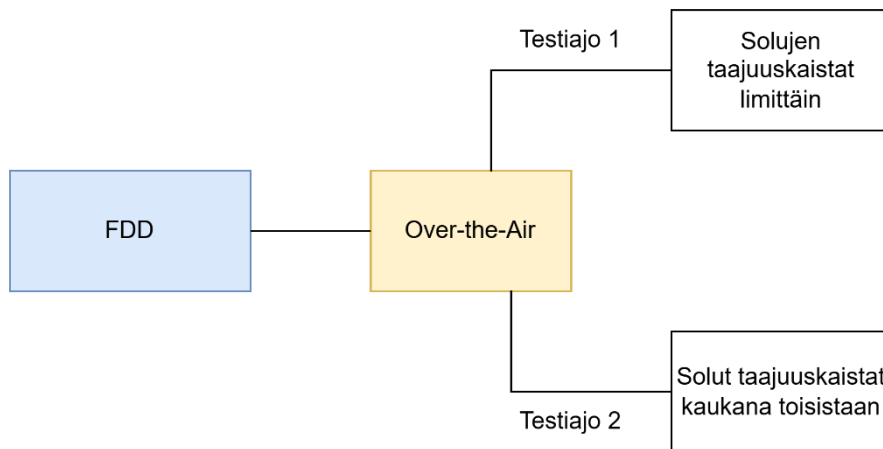 Testiajo 1
Solujen
taajuuskaistat
limittäin
FDD
Over-the-Air
Solut taajuuskaistat
kaukana toisistaan
Testiajo 2